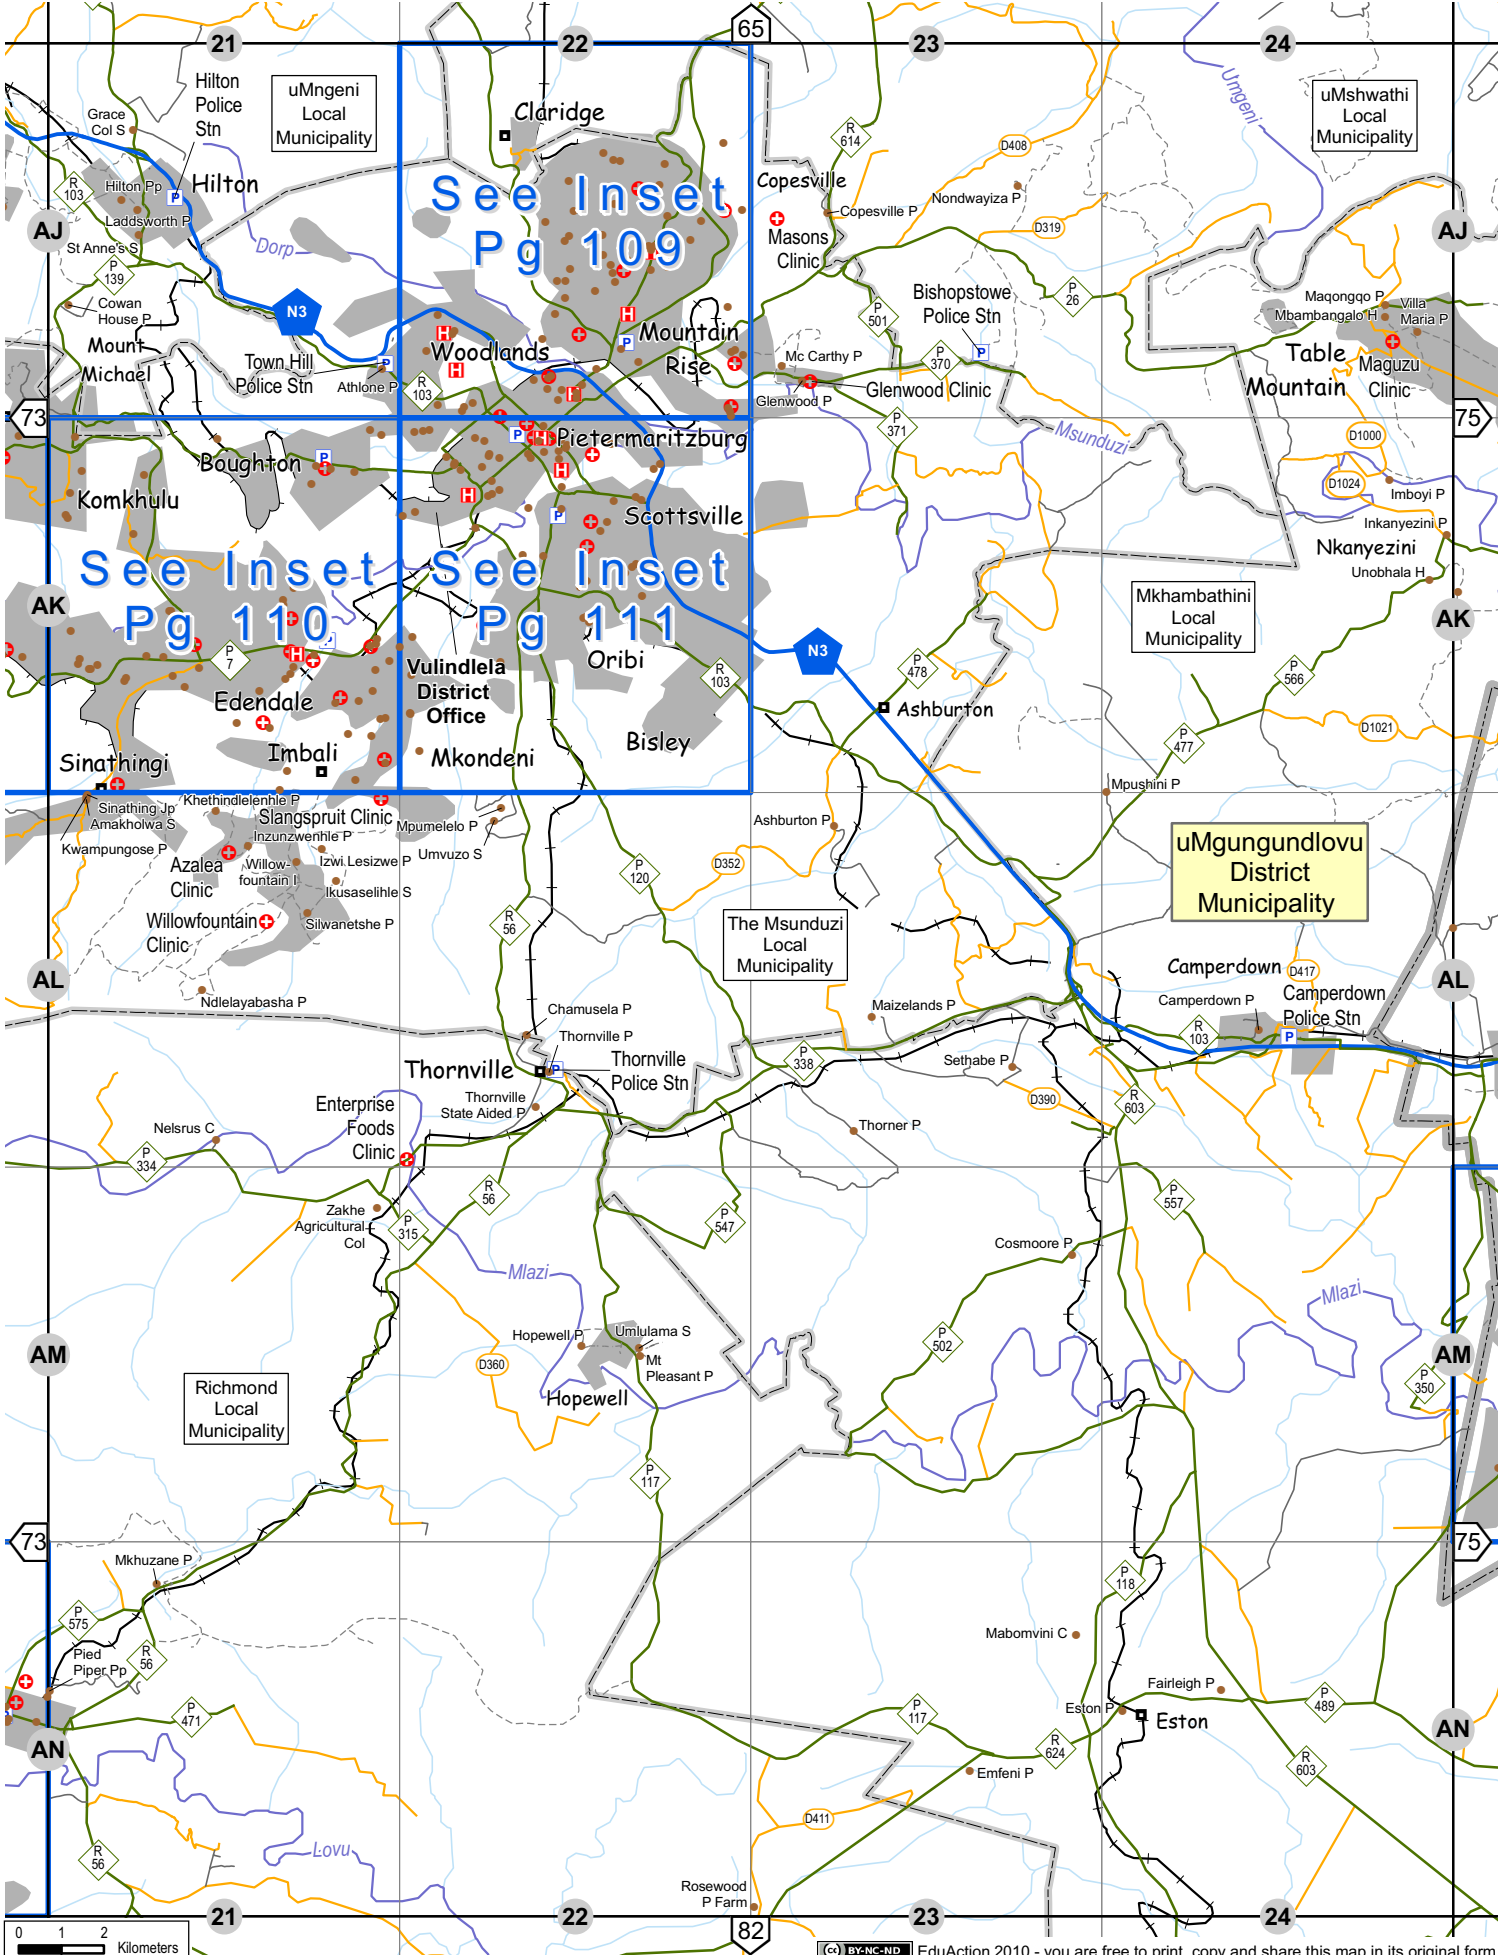 65
21
22
23
24
Hilton
Police
Stn
uMngeni
Local
Municipality
Grace
Col S
Claridge
R
614
D408
Umgeni
uMshwathi
Local
Municipality
R
103
Hilton Pp
Hilton
Laddsworth P
See Inset
Pg 109
Copesville
Copesville P
Nondwayiza P
AJ
St Anne's S
Dorp
Masons
Clinic
D319
AJ
P
139
Cowan
House P
N3
P
501
Bishopstowe
Police Stn
P
26
Maqongqo P
Villa
Mbambangalo H
Maria P
Mount
Michael
Town Hill
Police Stn
Athlone P
Woodlands
Mountain
Rise
R
103
Mc Carthy P
P
370
Glenwood P
Glenwood Clinic
Table
Mountain
Maguzu
Clinic
73
75
P
371
Msunduzi
D1000
Boughton
Pietermaritzburg
Komkhulu
Scottsville
D1024
Imboyi P
Inkanyezini P
Nkanyezini
Unobhala H
See Inset
Pg 110
See Inset
Pg 111
AK
AK
Mkhambathini
Local
Municipality
P
7
Vulindlela
District
Office
Oribi
R
103
N3
P
478
P
566
Edendale
Ashburton
D1021
Imbali
Mkondeni
Bisley
P
477
Sinathingi
Mpushini P
Sinathing Jp
Amakholwa S
Kwampungose P
Khethindlelenhle P
Slangspruit Clinic
Inzunzwenhle P
Mpumelelo P
Umvuzo S
Ashburton P
Azalea
Clinic
Willow-
fountain I
Izwi Lesizwe P
Ikusaselihle S
P
120
D352
uMgungundlovu
District
Municipality
Willowfountain
Clinic
Silwanetshe P
R
56
The Msunduzi
Local
Municipality
AL
Ndlelayabasha P
Camperdown
D417
AL
Chamusela P
Maizelands P
Camperdown P
Camperdown
Police Stn
Thornville P
R
103
Thornville
Thornville
Police Stn
P
338
Sethabe P
Enterprise
Foods
Clinic
Thornville
State Aided P
D390
R
603
Nelsrus C
Thorner P
P
334
R
56
P
557
Zakhe
Agricultural
Col
P
315
P
547
Cosmoore P
Mlazi
Mlazi
Hopewell P
Umlulama S
P
502
AM
D360
Mt
Pleasant P
AM
P
350
Richmond
Local
Municipality
Hopewell
P
117
73
75
Mkhuzane P
P
118
P
575
R
56
Pied
Piper Pp
Mabomvini C
Fairleigh P
P
471
P
117
Eston P
Eston
P
489
AN
AN
R
624
R
603
Emfeni P
D411
Lovu
R
56
Rosewood
P Farm
21
22
23
24
82
0 1 2
Kilometers
cc BY-NC-ND EduAction 2010 - you are free to print, copy and share this map in its original form